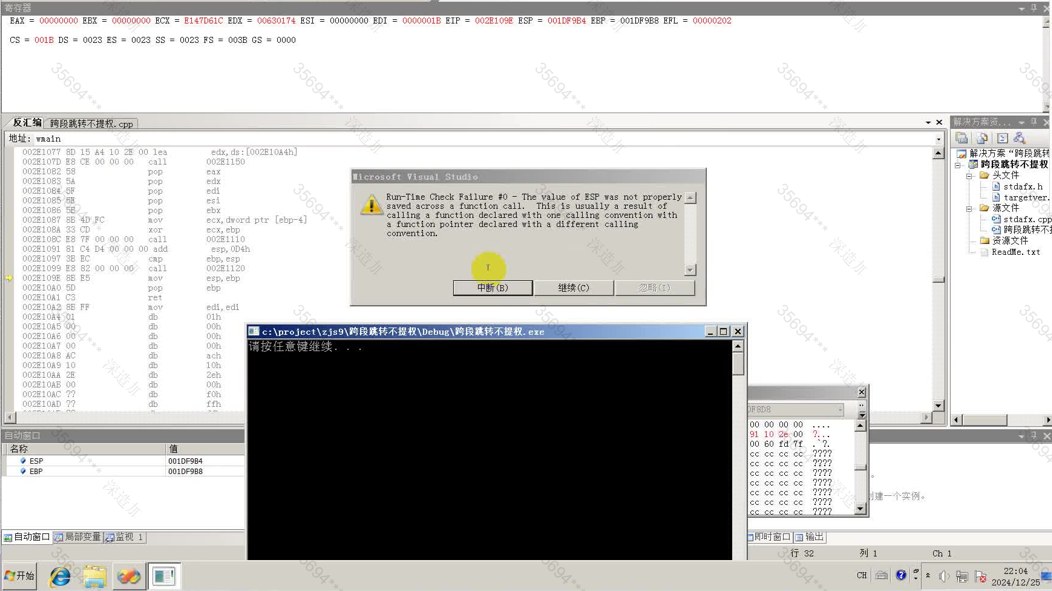 寄存器
EAX = 00000000 EBX = 00000000 ECX = E147D61C EDX = 00630174 ESI = 00000000 EDI = 0000001B EIP = 002E109E ESP = 001DF9B4 EBP = 001DF9B8 EFL = 00000202
CS = 001B DS = 0023 ES = 0023 SS = 0023 FS = 003B GS = 0000
反汇编 跨段跳转不提权.cpp
地址: wmain
002E1077 8D 15 A4 10 2E 00 lea edx,ds:[002E10A4h]
002E107D E8 CE 00 00 00 call 002E1150
002E1082 58 pop eax
002E1083 5A pop edx
002E1084 5F pop edi
002E1085 5E pop esi
002E1086 5B pop ebx
002E1087 8B 4D FC mov ecx,dword ptr [ebp-4]
002E108A 33 CD xor ecx,ebp
002E108C E8 7F 00 00 00 call 002E1110
002E1091 81 C4 D4 00 00 00 add esp,0D4h
002E1097 3B EC cmp ebp,esp
002E1099 E8 82 00 00 00 call 002E1120
002E109E 8B E5 mov esp,ebp
002E10A0 5D pop ebp
002E10A1 C3 ret
002E10A2 8B FF mov edi,edi
002E10A4 01 db 01h
002E10A5 00 db 00h
002E10A6 00 db 00h
002E10A7 00 db 00h
002E10A8 AC db ach
002E10A9 10 db 10h
002E10AA 2E db 2eh
002E10AB 00 db 00h
Microsoft Visual Studio
Run-Time Check Failure #0 - The value of ESP was not properly
saved across a function call.  This is usually a result of
calling a function declared with one calling convention with
a function pointer declared with a different calling
convention.
中断(B) 继续(C) 忽略(I)
c:\project\zjs9\跨段跳转不提权\Debug\跨段跳转不提权.exe
请按任意键继续. . .
解决方案资...
解决方案“跨段跳转
跨段跳转不提权
头文件
stdafx.h
targetver.
源文件
stdafx.cpp
跨段跳转不
资源文件
ReadMe.txt
自动窗口
名称 值
ESP 001DF9B4
EBP 001DF9B8
00 00 00 00 ....
91 10 2e 00 ?...
00 60 fd 7f .`?.
cc cc cc cc ????
cc cc cc cc ????
cc cc cc cc ????
cc cc cc cc ????
cc cc cc cc ????
cc cc cc cc ????
cc cc cc cc ????
创建一个实例。
自动窗口 局部变量 监视 1
即时窗口 输出
行 32 列 1 Ch 1
开始
CH
22:04
2024/12/25